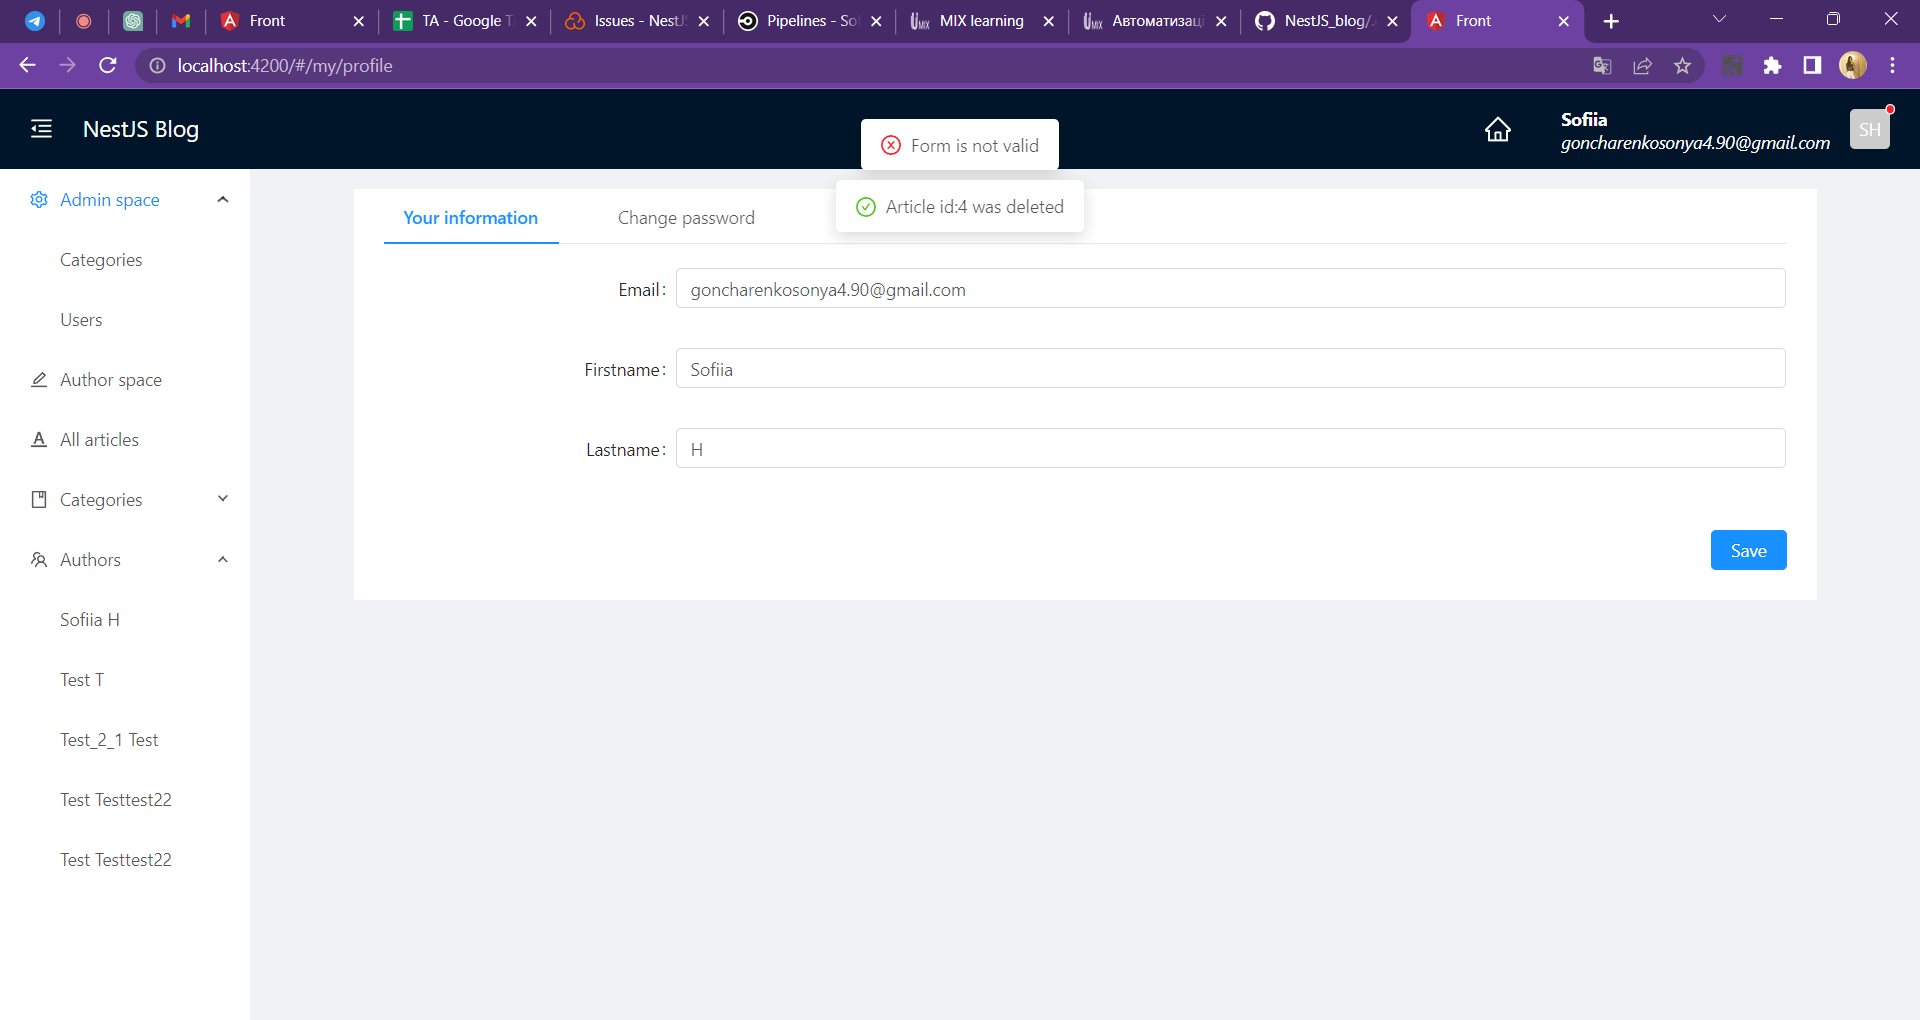 Front
TA - Google T
Issues - NestJ
Pipelines - So
MIX learning
Автоматизац
NestJS_blog/.
Front
localhost:4200/#/my/profile
NestJS Blog
Form is not valid
Sofiia
goncharenkosonya4.90@gmail.com
SH
Article id:4 was deleted
Admin space
Categories
Users
Author space
All articles
Categories
Authors
Sofiia H
Test T
Test_2_1 Test
Test Testtest22
Test Testtest22
Your information
Change password
Email:
goncharenkosonya4.90@gmail.com
Firstname:
Sofiia
Lastname:
H
Save